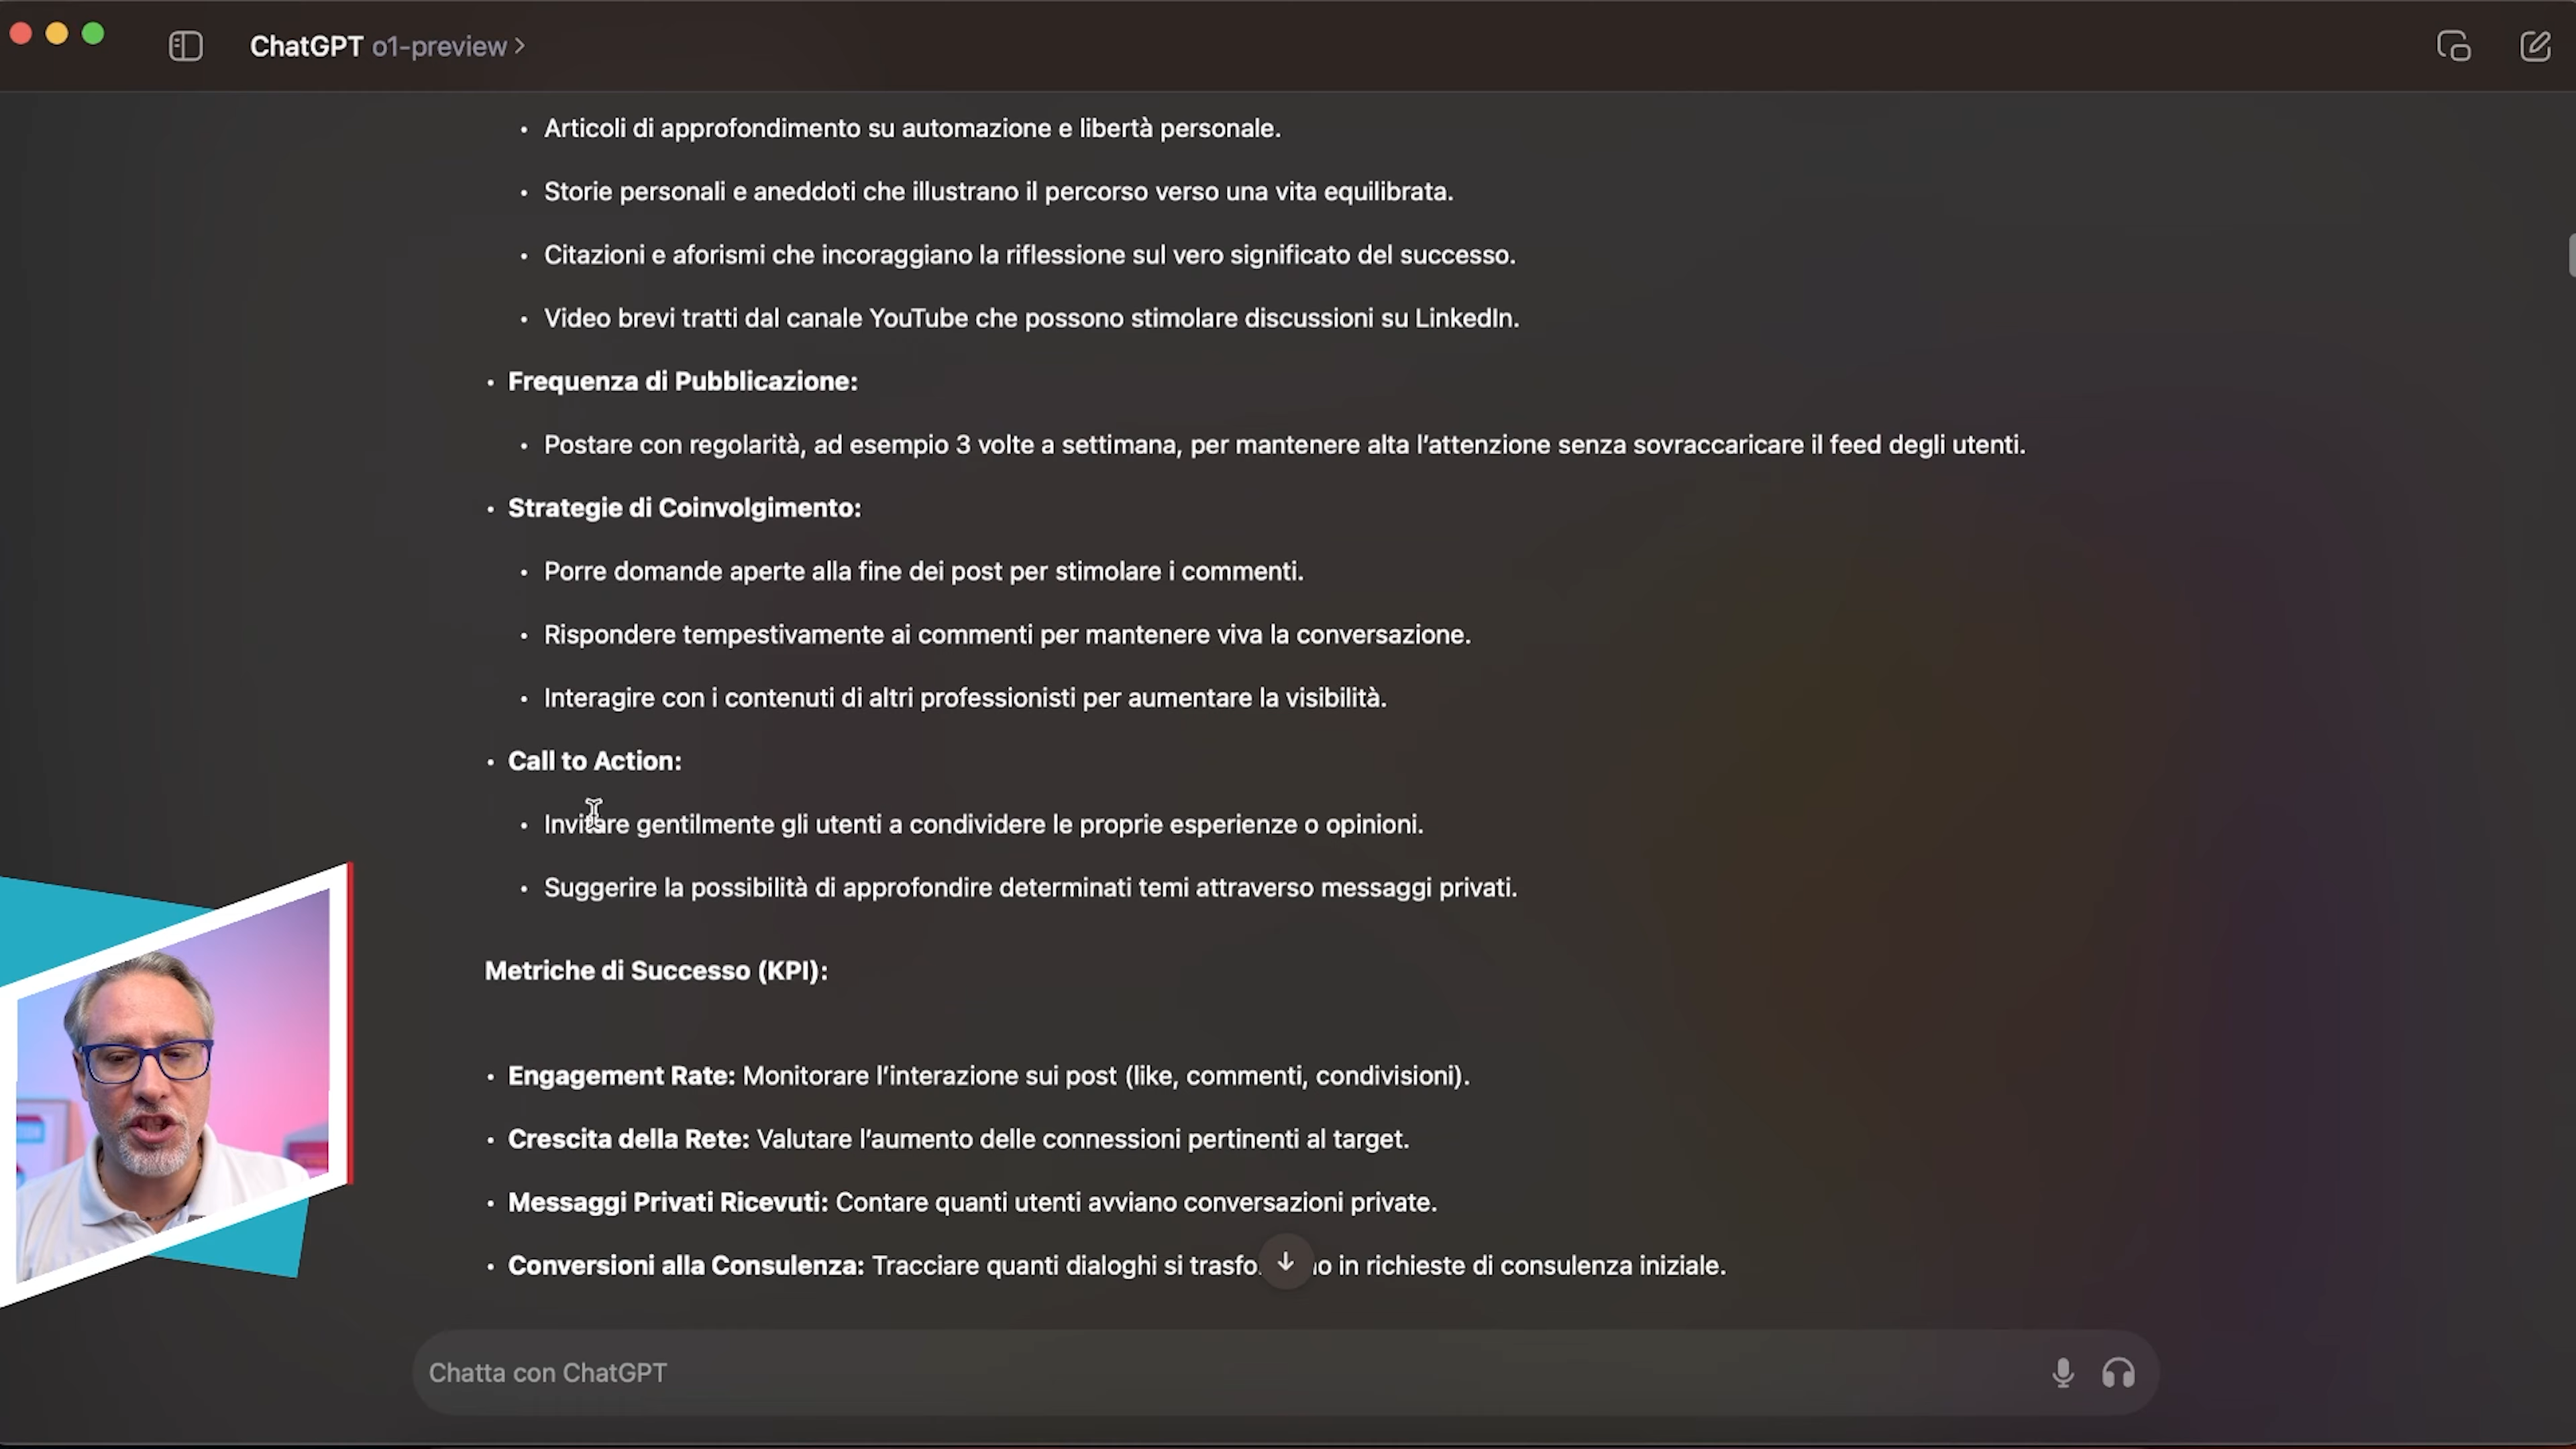 ChatGPT o1-preview >
• Articoli di approfondimento su automazione e libertà personale.
• Storie personali e aneddoti che illustrano il percorso verso una vita equilibrata.
• Citazioni e aforismi che incoraggiano la riflessione sul vero significato del successo.
• Video brevi tratti dal canale YouTube che possono stimolare discussioni su LinkedIn.
• Frequenza di Pubblicazione:
• Postare con regolarità, ad esempio 3 volte a settimana, per mantenere alta l’attenzione senza sovraccaricare il feed degli utenti.
• Strategie di Coinvolgimento:
• Porre domande aperte alla fine dei post per stimolare i commenti.
• Rispondere tempestivamente ai commenti per mantenere viva la conversazione.
• Interagire con i contenuti di altri professionisti per aumentare la visibilità.
• Call to Action:
• Invitare gentilmente gli utenti a condividere le proprie esperienze o opinioni.
• Suggerire la possibilità di approfondire determinati temi attraverso messaggi privati.
Metriche di Successo (KPI):
• Engagement Rate: Monitorare l’interazione sui post (like, commenti, condivisioni).
• Crescita della Rete: Valutare l’aumento delle connessioni pertinenti al target.
• Messaggi Privati Ricevuti: Contare quanti utenti avviano conversazioni private.
• Conversioni alla Consulenza: Tracciare quanti dialoghi si in richieste di consulenza iniziale.
Chatta con ChatGPT